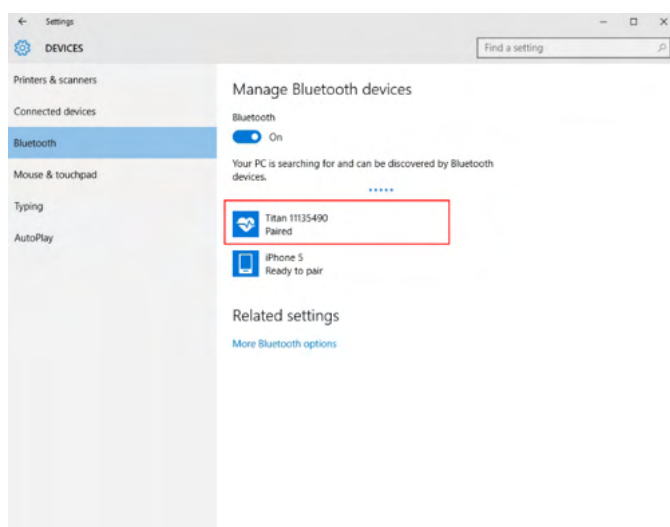 Settings
DEVICES
Find a setting
Printers & scanners
Connected devices
Bluetooth
Mouse & touchpad
Typing
AutoPlay
Manage Bluetooth devices
Bluetooth
On
Your PC is searching for and can be discovered by Bluetooth
devices.
Titan 11135490
Paired
iPhone 5
Ready to pair
Related settings
More Bluetooth options